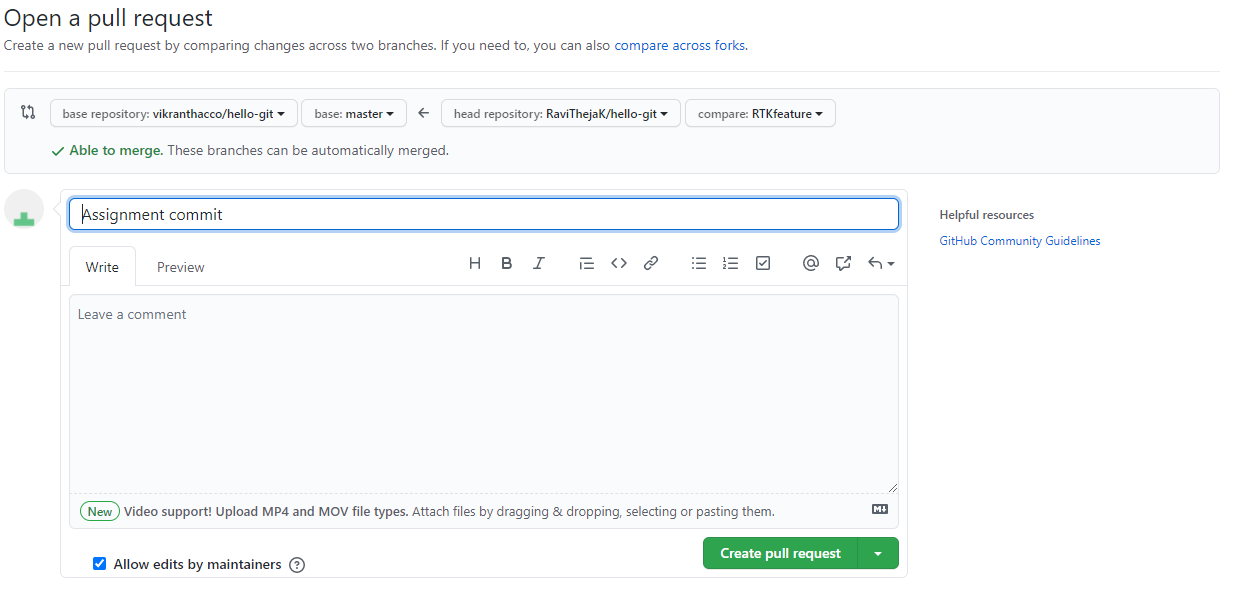 Open a pull request
Create a new pull request by comparing changes across two branches. If you need to, you can also compare across forks.
base repository: vikranthacco/hello-git base: master head repository: RaviThejaK/hello-git compare: RTKfeature
Able to merge. These branches can be automatically merged.
Assignment commit
Helpful resources
GitHub Community Guidelines
Write Preview H B I
Leave a comment
New Video support! Upload MP4 and MOV file types. Attach files by dragging & dropping, selecting or pasting them.
Allow edits by maintainers ? Create pull request